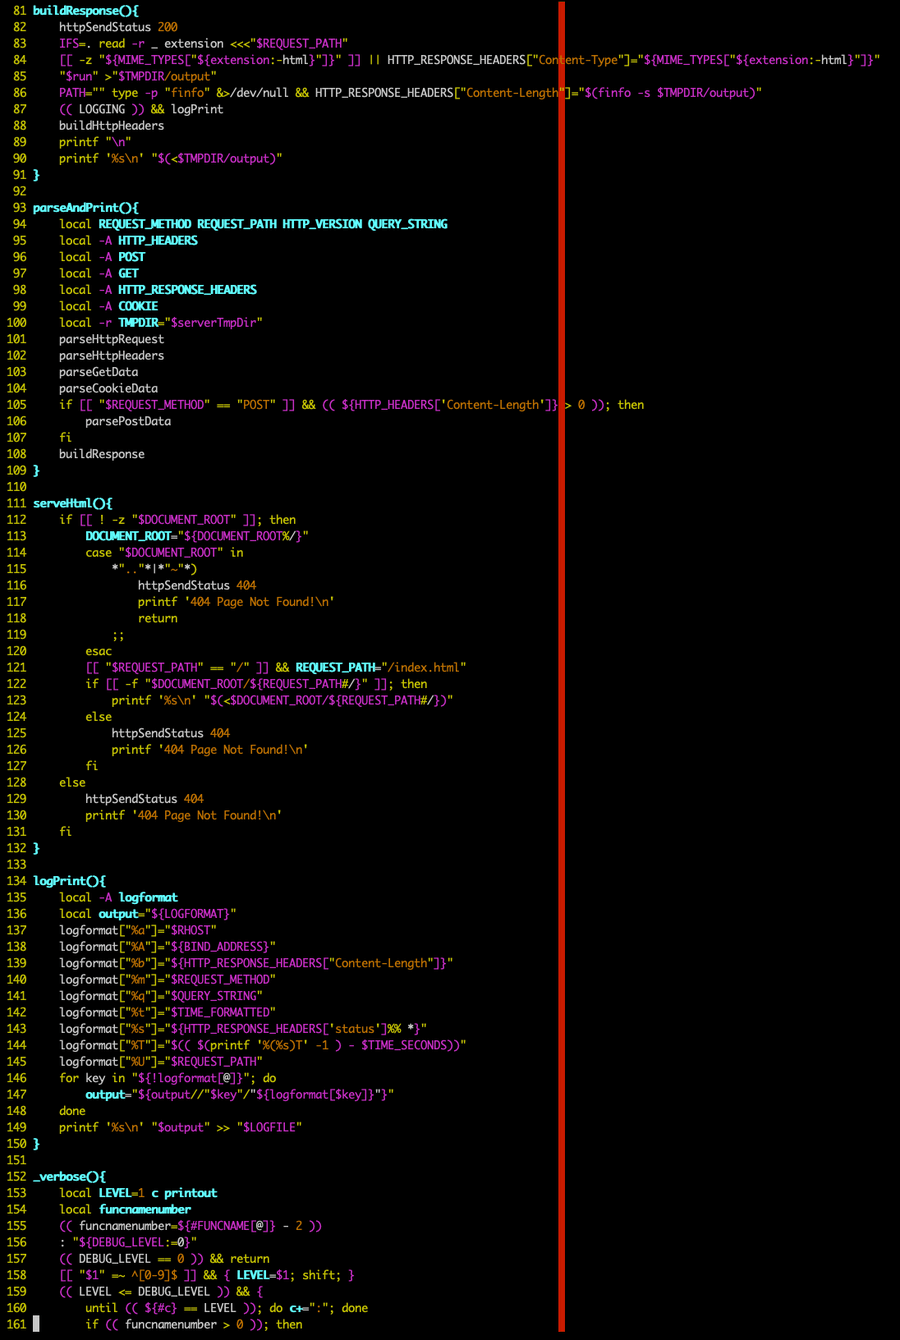 81 buildResponse(){
82     httpSendStatus 200
83     IFS=. read -r _ extension <<<"$REQUEST_PATH"
84     [[ -z "${MIME_TYPES["${extension:-html}"]}" ]] || HTTP_RESPONSE_HEADERS["Content-Type"]="${MIME_TYPES["${extension:-html}"]}"
85     "$run" >"$TMPDIR/output"
86     PATH="" type -p "finfo" &>/dev/null && HTTP_RESPONSE_HEADERS["Content-Length"]="$(finfo -s $TMPDIR/output)"
87     (( LOGGING )) && logPrint
88     buildHttpHeaders
89     printf "\n"
90     printf '%s\n' "$(<$TMPDIR/output)"
91 }
92
93 parseAndPrint(){
94     local REQUEST_METHOD REQUEST_PATH HTTP_VERSION QUERY_STRING
95     local -A HTTP_HEADERS
96     local -A POST
97     local -A GET
98     local -A HTTP_RESPONSE_HEADERS
99     local -A COOKIE
100     local -r TMPDIR="$serverTmpDir"
101     parseHttpRequest
102     parseHttpHeaders
103     parseGetData
104     parseCookieData
105     if [[ "$REQUEST_METHOD" == "POST" ]] && (( ${HTTP_HEADERS['Content-Length']} > 0 )); then
106         parsePostData
107     fi
108     buildResponse
109 }
110
111 serveHtml(){
112     if [[ ! -z "$DOCUMENT_ROOT" ]]; then
113         DOCUMENT_ROOT="${DOCUMENT_ROOT%/}"
114         case "$DOCUMENT_ROOT" in
115             *".."*|*"~"*)
116                 httpSendStatus 404
117                 printf '404 Page Not Found!\n'
118                 return
119             ;;
120         esac
121         [[ "$REQUEST_PATH" == "/" ]] && REQUEST_PATH="/index.html"
122         if [[ -f "$DOCUMENT_ROOT/${REQUEST_PATH#/}" ]]; then
123             printf '%s\n' "$(<$DOCUMENT_ROOT/${REQUEST_PATH#/})"
124         else
125             httpSendStatus 404
126             printf '404 Page Not Found!\n'
127         fi
128     else
129         httpSendStatus 404
130         printf '404 Page Not Found!\n'
131     fi
132 }
133
134 logPrint(){
135     local -A logformat
136     local output="${LOGFORMAT}"
137     logformat["%a"]="$RHOST"
138     logformat["%A"]="${BIND_ADDRESS}"
139     logformat["%b"]="${HTTP_RESPONSE_HEADERS["Content-Length"]}"
140     logformat["%m"]="$REQUEST_METHOD"
141     logformat["%q"]="$QUERY_STRING"
142     logformat["%t"]="$TIME_FORMATTED"
143     logformat["%s"]="${HTTP_RESPONSE_HEADERS['status']%% *}"
144     logformat["%T"]="$(( $(printf '%(%s)T' -1 ) - $TIME_SECONDS))"
145     logformat["%U"]="$REQUEST_PATH"
146     for key in "${!logformat[@]}"; do
147         output="${output//"$key"/"${logformat[$key]}"}"
148     done
149     printf '%s\n' "$output" >> "$LOGFILE"
150 }
151
152 _verbose(){
153     local LEVEL=1 c printout
154     local funcnamenumber
155     (( funcnamenumber=${#FUNCNAME[@]} - 2 ))
156     : "${DEBUG_LEVEL:=0}"
157     (( DEBUG_LEVEL == 0 )) && return
158     [[ "$1" =~ ^[0-9]$ ]] && { LEVEL=$1; shift; }
159     (( LEVEL <= DEBUG_LEVEL )) && {
160         until (( ${#c} == LEVEL )); do c+=":"; done
161         if (( funcnamenumber > 0 )); then